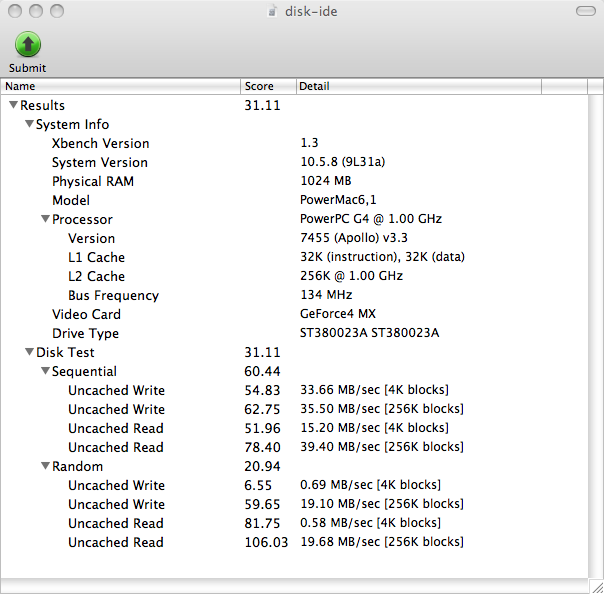 disk-ide
Submit
Name Score Detail
Results 31.11
System Info
Xbench Version 1.3
System Version 10.5.8 (9L31a)
Physical RAM 1024 MB
Model PowerMac6,1
Processor PowerPC G4 @ 1.00 GHz
Version 7455 (Apollo) v3.3
L1 Cache 32K (instruction), 32K (data)
L2 Cache 256K @ 1.00 GHz
Bus Frequency 134 MHz
Video Card GeForce4 MX
Drive Type ST380023A ST380023A
Disk Test 31.11
Sequential 60.44
Uncached Write 54.83 33.66 MB/sec [4K blocks]
Uncached Write 62.75 35.50 MB/sec [256K blocks]
Uncached Read 51.96 15.20 MB/sec [4K blocks]
Uncached Read 78.40 39.40 MB/sec [256K blocks]
Random 20.94
Uncached Write 6.55 0.69 MB/sec [4K blocks]
Uncached Write 59.65 19.10 MB/sec [256K blocks]
Uncached Read 81.75 0.58 MB/sec [4K blocks]
Uncached Read 106.03 19.68 MB/sec [256K blocks]